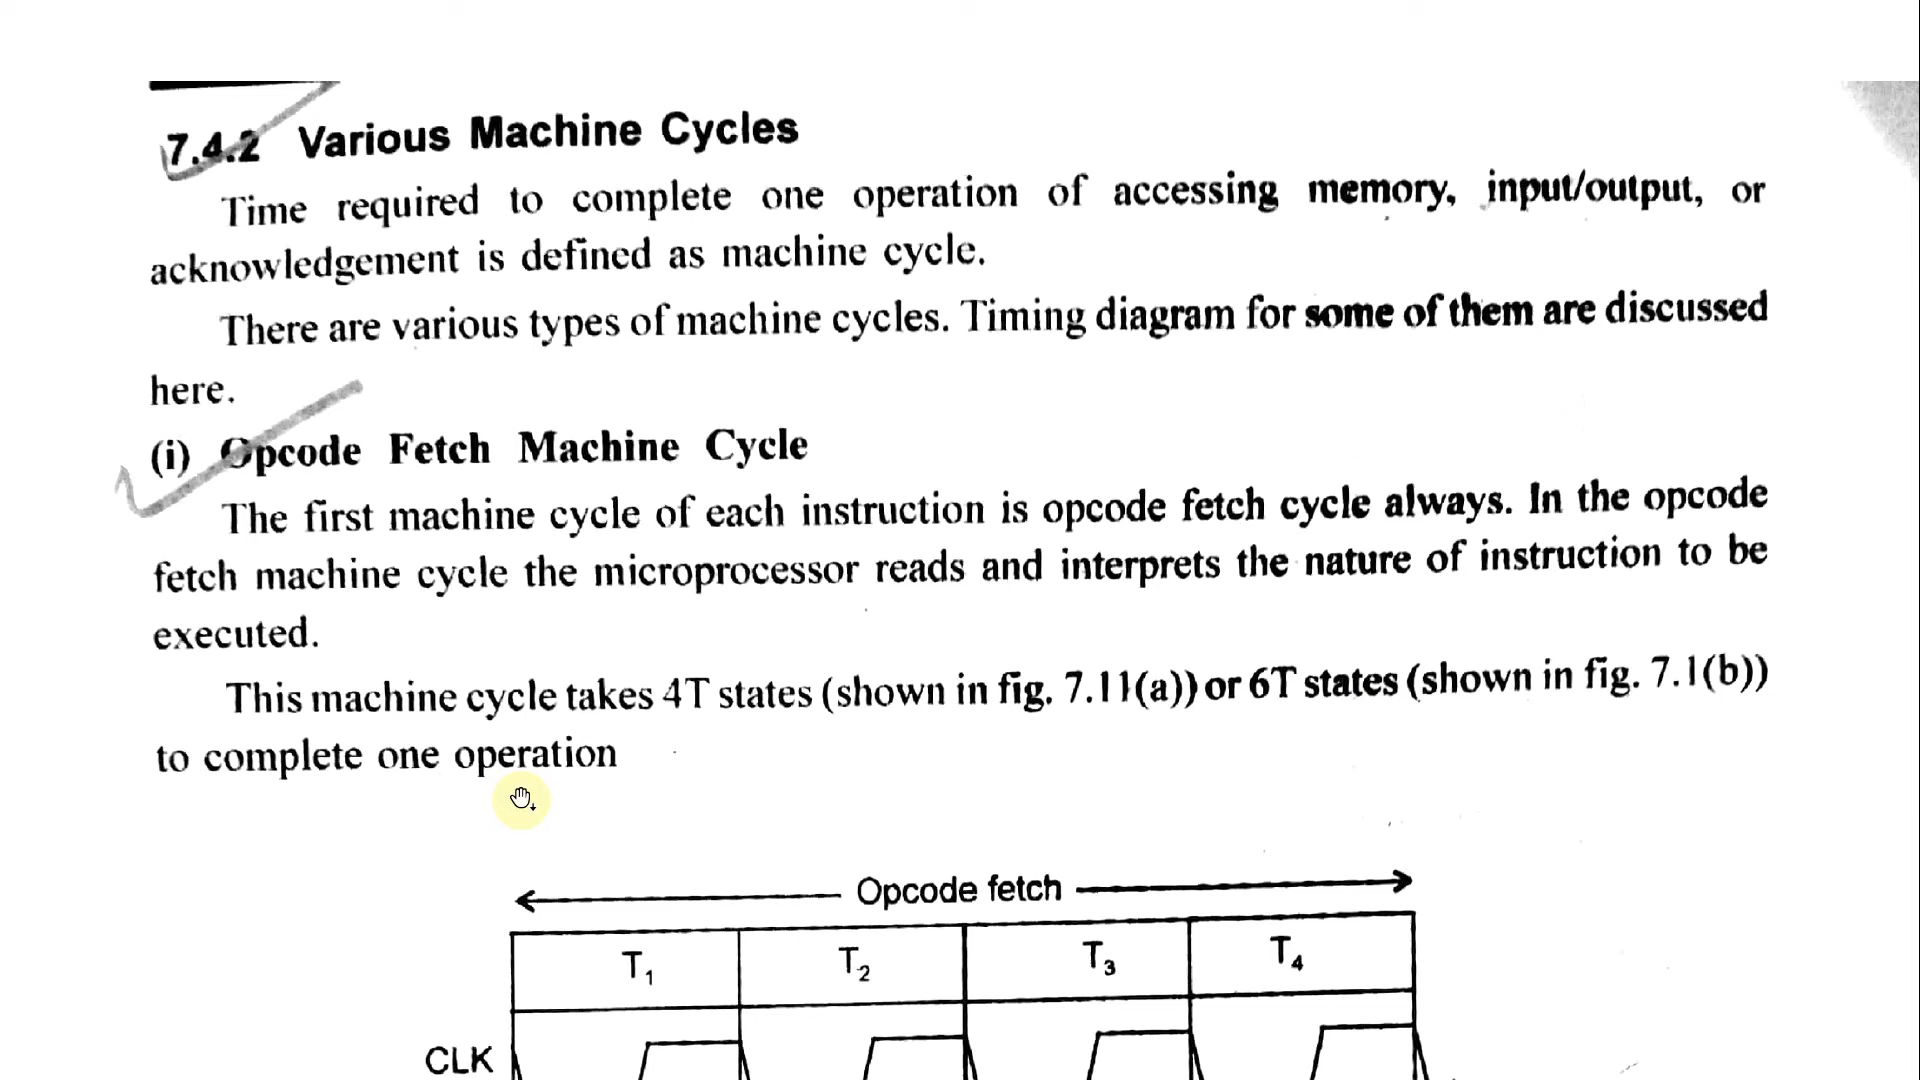 7.4.2 Various Machine Cycles
Time required to complete one operation of accessing memory, input/output, or
acknowledgement is defined as machine cycle.
There are various types of machine cycles. Timing diagram for some of them are discussed
here.
(i) Opcode Fetch Machine Cycle
The first machine cycle of each instruction is opcode fetch cycle always. In the opcode
fetch machine cycle the microprocessor reads and interprets the nature of instruction to be
executed.
This machine cycle takes 4T states (shown in fig. 7.11(a)) or 6T states (shown in fig. 7.1(b))
to complete one operation
Opcode fetch
T1 T2 T3 T4
CLK